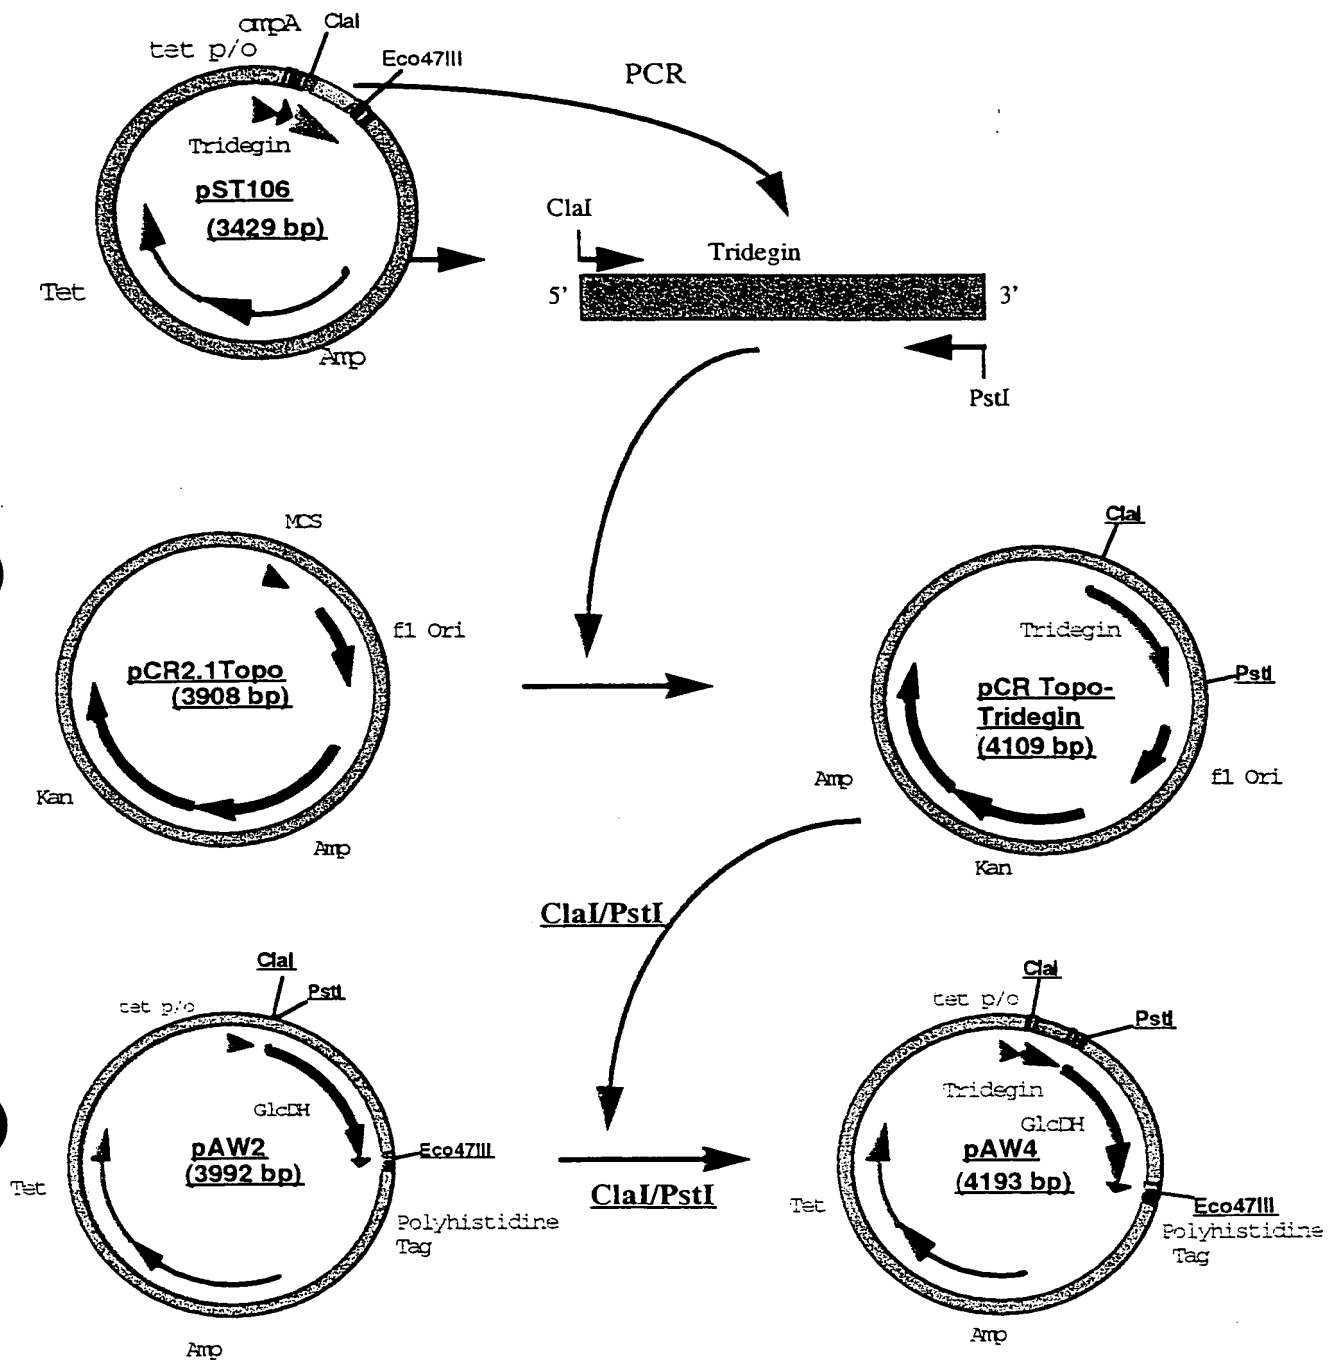 ompA ClaI
tet p/o
Eco47III
PCR
Tridegin
pST106
(3429 bp)
Tet
Amp
ClaI
Tridegin
5' 3'
PstI
MCS
f1 Ori
pCR2.1Topo
(3908 bp)
Kan
Amp
ClaI
Tridegin
PstI
pCR Topo-
Tridegin
(4109 bp)
f1 Ori
Amp
Kan
ClaI/PstI
ClaI
PstI
tet p/o
GlcDH
pAW2
(3992 bp)
Eco47III
Tet
Polyhistidine
Tag
Amp
ClaI/PstI
ClaI
tet p/o
PstI
Tridegin
GlcDH
pAW4
(4193 bp)
Tet
Eco47III
Polyhistidine
Tag
Amp